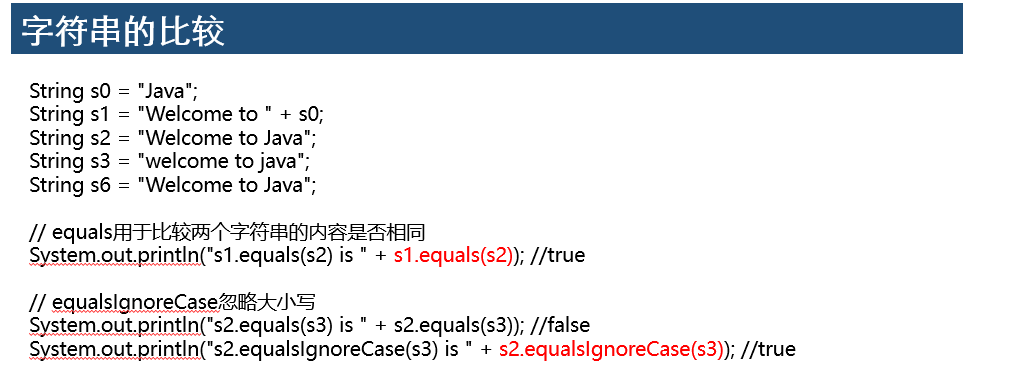 字符串的比较
String s0 = "Java";
String s1 = "Welcome to " + s0;
String s2 = "Welcome to Java";
String s3 = "welcome to java";
String s6 = "Welcome to Java";
// equals用于比较两个字符串的内容是否相同
System.out.println("s1.equals(s2) is " + s1.equals(s2)); //true
// equalsIgnoreCase忽略大小写
System.out.println("s2.equals(s3) is " + s2.equals(s3)); //false
System.out.println("s2.equalsIgnoreCase(s3) is " + s2.equalsIgnoreCase(s3)); //true